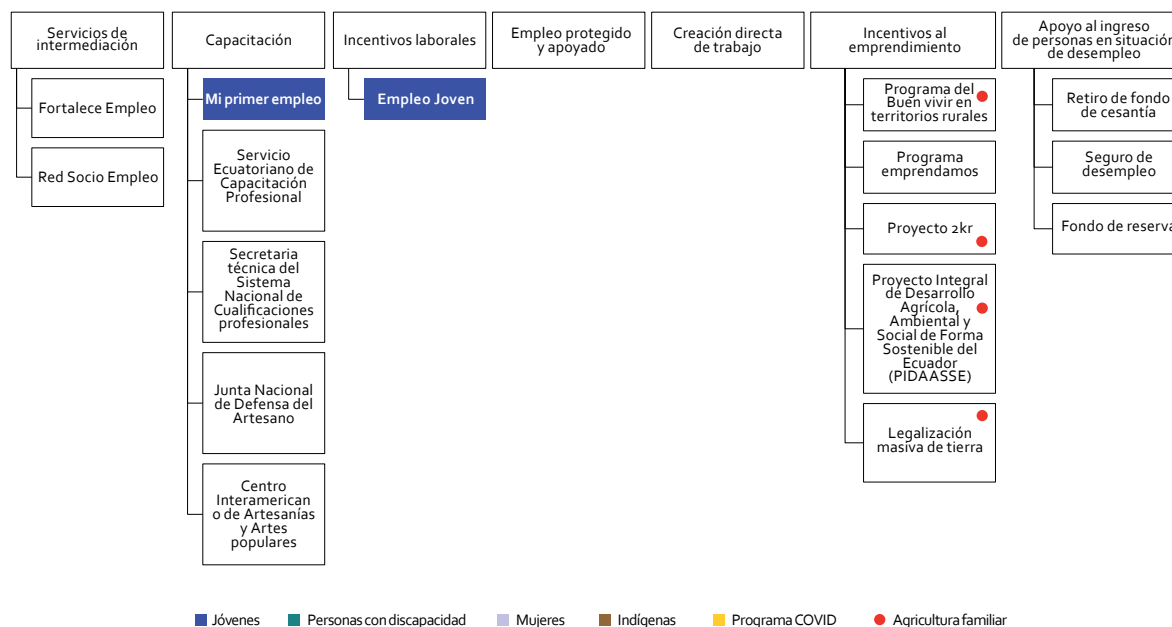 Servicios de
intermediación
Capacitación
Incentivos laborales
Empleo protegido
y apoyado
Creación directa
de trabajo
Incentivos al
emprendimiento
Apoyo al ingreso
de personas en situación
de desempleo
Fortalece Empleo
Red Socio Empleo
Mi primer empleo
Servicio
Ecuatoriano de
Capacitación
Profesional
Secretaria
técnica del
Sistema
Nacional de
Cualificaciones
profesionales
Junta Nacional
de Defensa del
Artesano
Centro
Interamerican
o de Artesanías
y Artes
populares
Empleo Joven
Programa del
Buen vivir en
territorios rurales
Programa
emprendamos
Proyecto 2kr
Proyecto Integral
de Desarrollo
Agrícola,
Ambiental y
Social de Forma
Sostenible del
Ecuador
(PIDAASSE)
Legalización
masiva de tierra
Retiro de fondo
de cesantía
Seguro de
desempleo
Fondo de reserva
Jóvenes
Personas con discapacidad
Mujeres
Indígenas
Programa COVID
Agricultura familiar